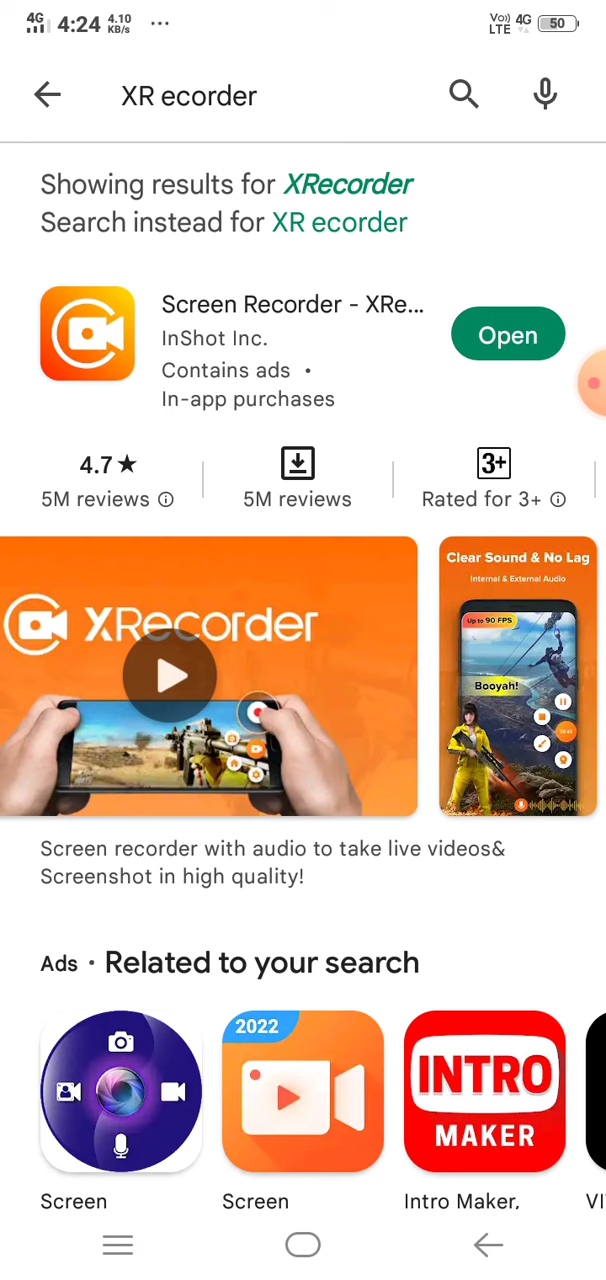 4G 4:24 4.10 KB/s ... Vo)) LTE 4G 50
XR ecorder
Showing results for XRecorder
Search instead for XR ecorder
Screen Recorder - XRe...
InShot Inc.
Open
Contains ads •
In-app purchases
4.7★
5M reviews
5M reviews
3+
Rated for 3+
XRecorder
Clear Sound & No Lag
Internal & External Audio
Up to 90 FPS
Booyah!
Screen recorder with audio to take live videos&
Screenshot in high quality!
Ads • Related to your search
2022
INTRO
MAKER
Screen
Screen
Intro Maker,
VI